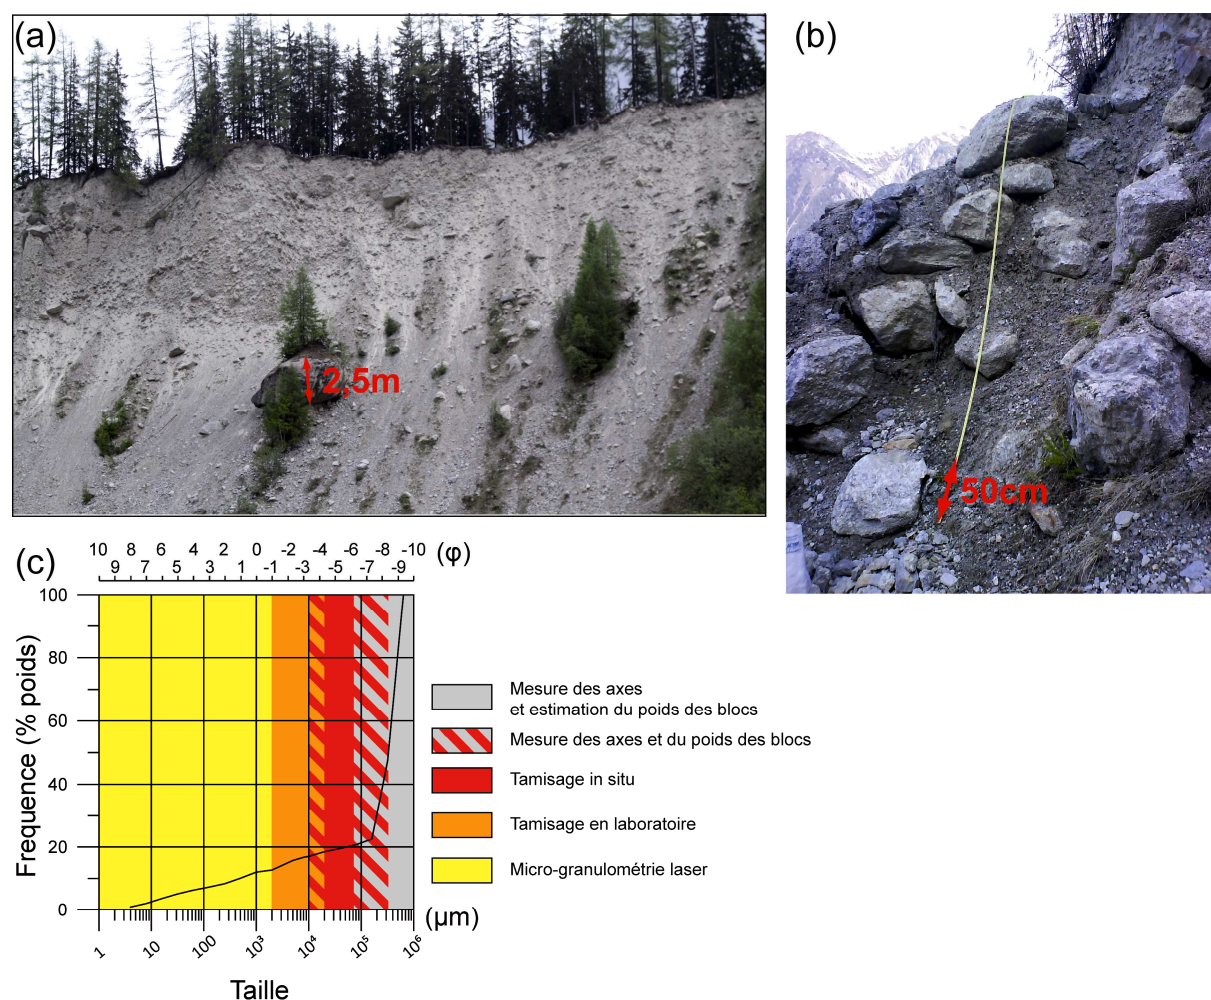 (a)
(b)
2,5m
50cm
(c)
10 8 6 4 2 0 -2 -4 -6 -8 -10 (φ)
9 7 5 3 1 -1 -3 -5 -7 -9
100
80
60
40
20
0
Frequence (% poids)
1 10 100 10³ 10⁴ 10⁵ 10⁶ (µm)
Taille
Mesure des axes
et estimation du poids des blocs
Mesure des axes et du poids des blocs
Tamisage in situ
Tamisage en laboratoire
Micro-granulométrie laser